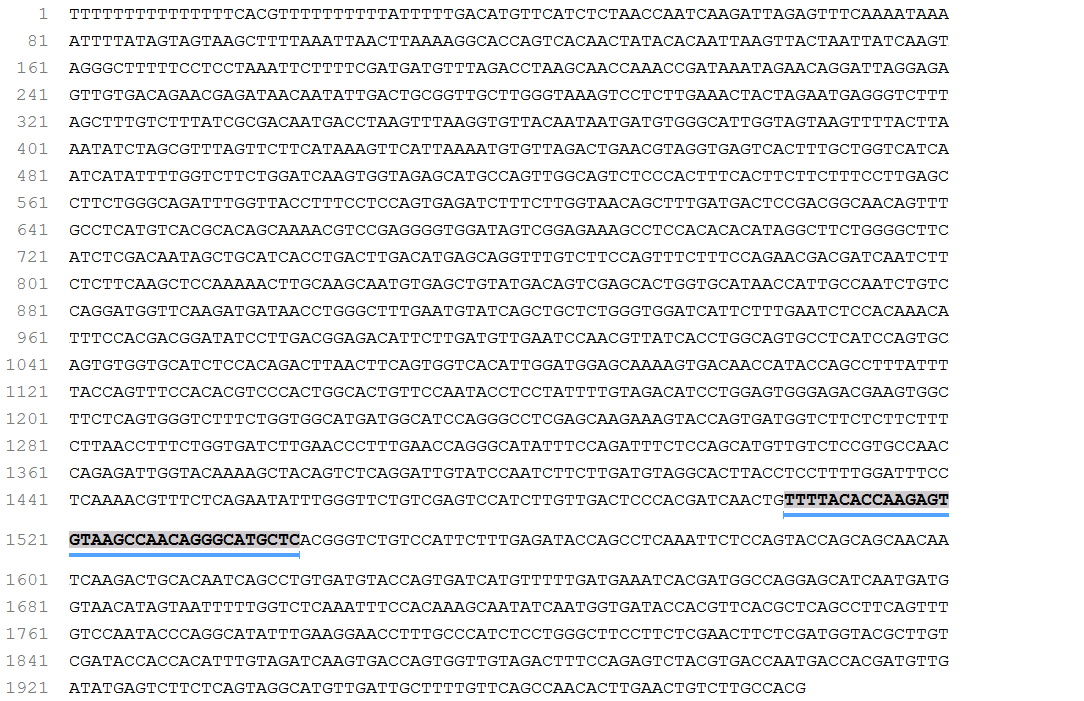 1 TTTTTTTTTTTTTTTCACGTTTTTTTTTTATTTTTGACATGTTCATCTCTAACCAATCAAGATTAGAGTTTCAAAATAAA
81 ATTTTATAGTAGTAAGCTTTTAAATTAACTTAAAAGGCACCAGTCACAACTATACACAATTAAGTTACTAATTATCAAGT
161 AGGGCTTTTTCCTCCTAAATTCTTTTCGATGATGTTTAGACCTAAGCAACCAAACCGATAAATAGAACAGGATTAGGAGA
241 GTTGTGACAGAACGAGATAACAATATTGACTGCGGTTGCTTGGGTAAAGTCCTCTTGAAACTACTAGAATGAGGGTCTTT
321 AGCTTTGTCTTTATCGCGACAATGACCTAAGTTTAAGGTGTTACAATAATGATGTGGGCATTGGTAGTAAGTTTTACTTA
401 AATATCTAGCGTTTAGTTCTTCATAAAGTTCATTAAAATGTGTTAGACTGAACGTAGGTGAGTCACTTTGCTGGTCATCA
481 ATCATATTTTGGTCTTCTGGATCAAGTGGTAGAGCATGCCAGTTGGCAGTCTCCCACTTTCACTTCTTCTTTCCTTGAGC
561 CTTCTGGGCAGATTTGGTTACCTTTCCTCCAGTGAGATCTTTCTTGGTAACAGCTTTGATGACTCCGACGGCAACAGTTT
641 GCCTCATGTCACGCACAGCAAAACGTCCGAGGGGTGGATAGTCGGAGAAAGCCTCCACACACATAGGCTTCTGGGGCTTC
721 ATCTCGACAATAGCTGCATCACCTGACTTGACATGAGCAGGTTTGTCTTCCAGTTTCTTTCCAGAACGACGATCAATCTT
801 CTCTTCAAGCTCCAAAAACTTGCAAGCAATGTGAGCTGTATGACAGTCGAGCACTGGTGCATAACCATTGCCAATCTGTC
881 CAGGATGGTTCAAGATGATAACCTGGGCTTTGAATGTATCAGCTGCTCTGGGTGGATCATTCTTTGAATCTCCACAAACA
961 TTTCCACGACGGATATCCTTGACGGAGACATTCTTGATGTTGAATCCAACGTTATCACCTGGCAGTGCCTCATCCAGTGC
1041 AGTGTGGTGCATCTCCACAGACTTAACTTCAGTGGTCACATTGGATGGAGCAAAAGTGACAACCATACCAGCCTTTATTT
1121 TACCAGTTTCCACACGTCCCACTGGCACTGTTCCAATACCTCCTATTTTGTAGACATCCTGGAGTGGGAGACGAAGTGGC
1201 TTCTCAGTGGGTCTTTCTGGTGGCATGATGGCATCCAGGGCCTCGAGCAAGAAAGTACCAGTGATGGTCTTCTCTTCTTT
1281 CTTAACCTTTCTGGTGATCTTGAACCCTTTGAACCAGGGCATATTTCCAGATTTCTCCAGCATGTTGTCTCCGTGCCAAC
1361 CAGAGATTGGTACAAAAGCTACAGTCTCAGGATTGTATCCAATCTTCTTGATGTAGGCACTTACCTCCTTTTGGATTTCC
1441 TCAAAACGTTTCTCAGAATATTTGGGTTCTGTCGAGTCCATCTTGTTGACTCCCACGATCAACTGTTTTACACCAAGAGT
1521 GTAAGCCAACAGGGCATGCTCACGGGTCTGTCCATTCTTTGAGATACCAGCCTCAAATTCTCCAGTACCAGCAGCAACAA
1601 TCAAGACTGCACAATCAGCCTGTGATGTACCAGTGATCATGTTTTTGATGAAATCACGATGGCCAGGAGCATCAATGATG
1681 GTAACATAGTAATTTTTGGTCTCAAATTTCCACAAAGCAATATCAATGGTGATACCACGTTCACGCTCAGCCTTCAGTTT
1761 GTCCAATACCCAGGCATATTTGAAGGAACCTTTGCCCATCTCCTGGGCTTCCTTCTCGAACTTCTCGATGGTACGCTTGT
1841 CGATACCACCACATTTGTAGATCAAGTGACCAGTGGTTGTAGACTTTCCAGAGTCTACGTGACCAATGACCACGATGTTG
1921 ATATGAGTCTTCTCAGTAGGCATGTTGATTGCTTTTGTTCAGCCAACACTTGAACTGTCTTGCCACG